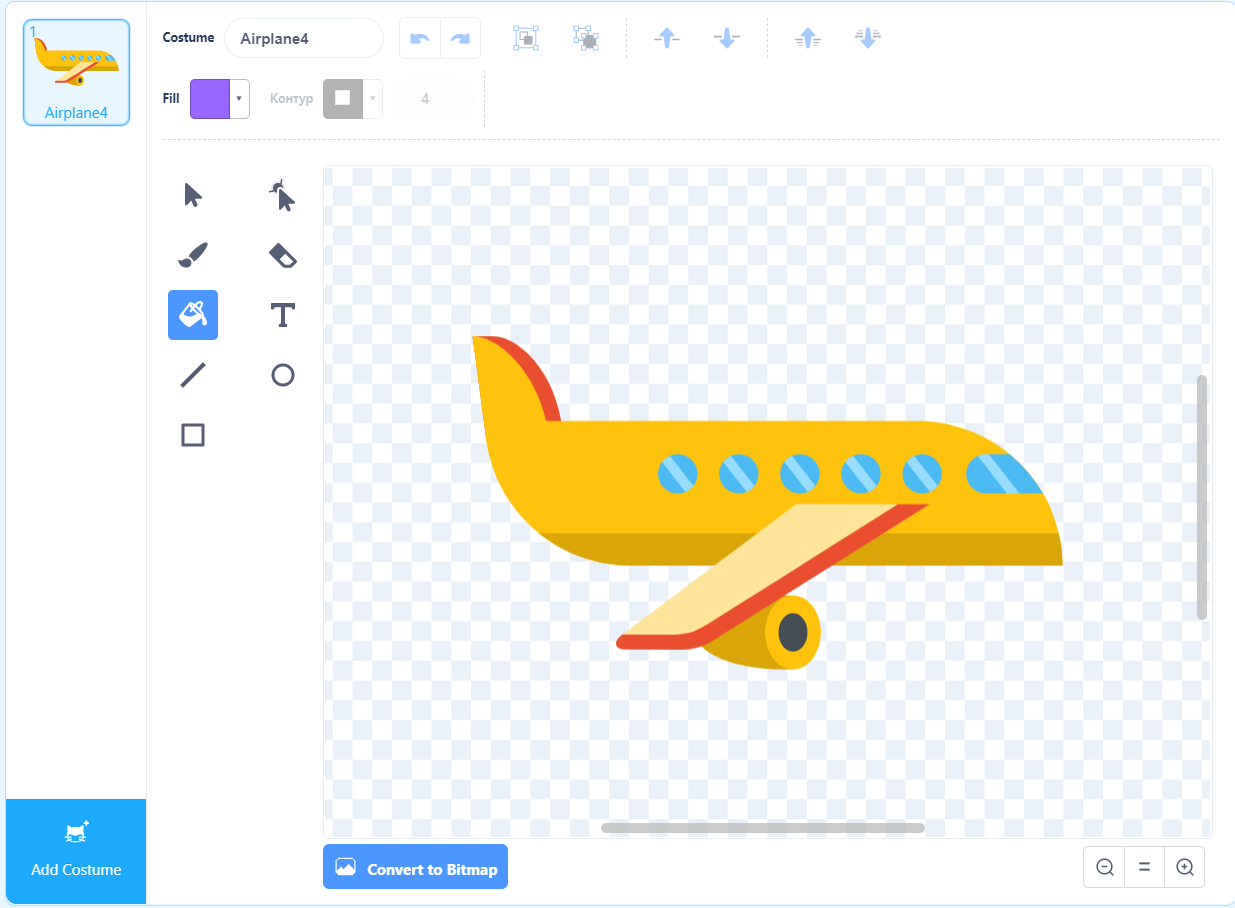 1
Airplane4
Costume
Airplane4
Fill
Контур
4
T
Add Costume
Convert to Bitmap